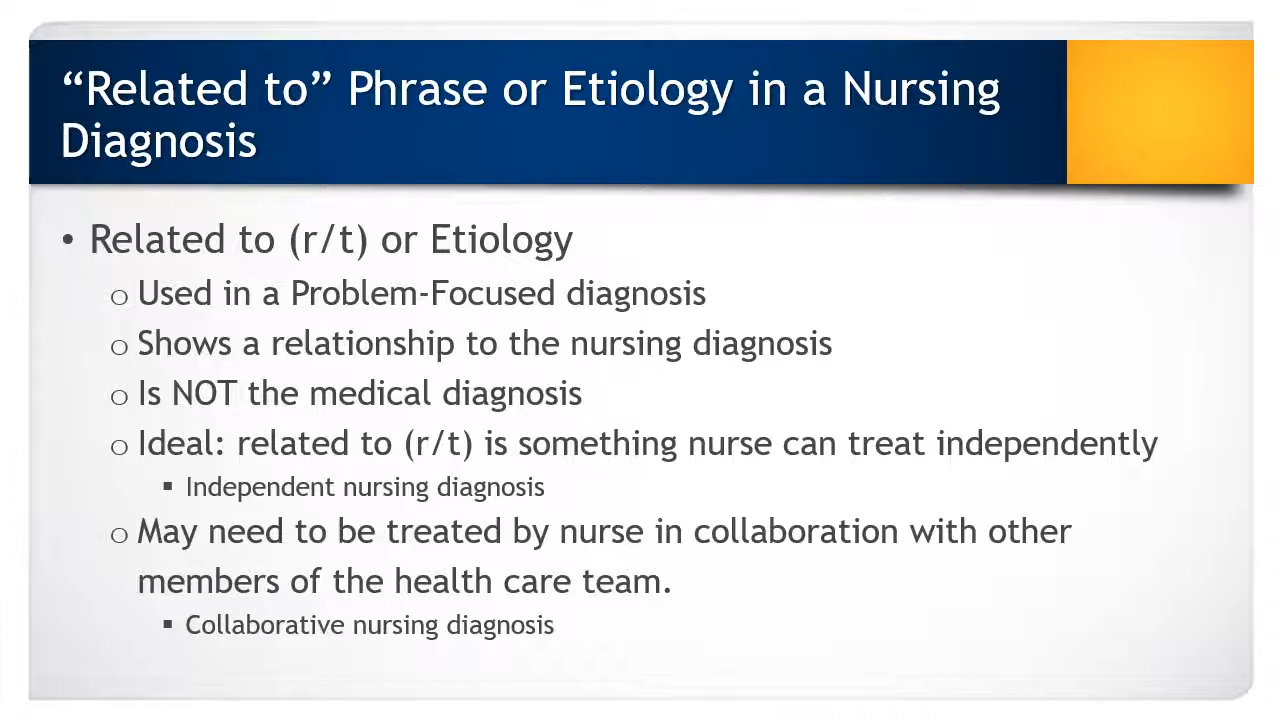 “Related to” Phrase or Etiology in a Nursing
Diagnosis
• Related to (r/t) or Etiology
o Used in a Problem-Focused diagnosis
o Shows a relationship to the nursing diagnosis
o Is NOT the medical diagnosis
o Ideal: related to (r/t) is something nurse can treat independently
▪ Independent nursing diagnosis
o May need to be treated by nurse in collaboration with other
members of the health care team.
▪ Collaborative nursing diagnosis